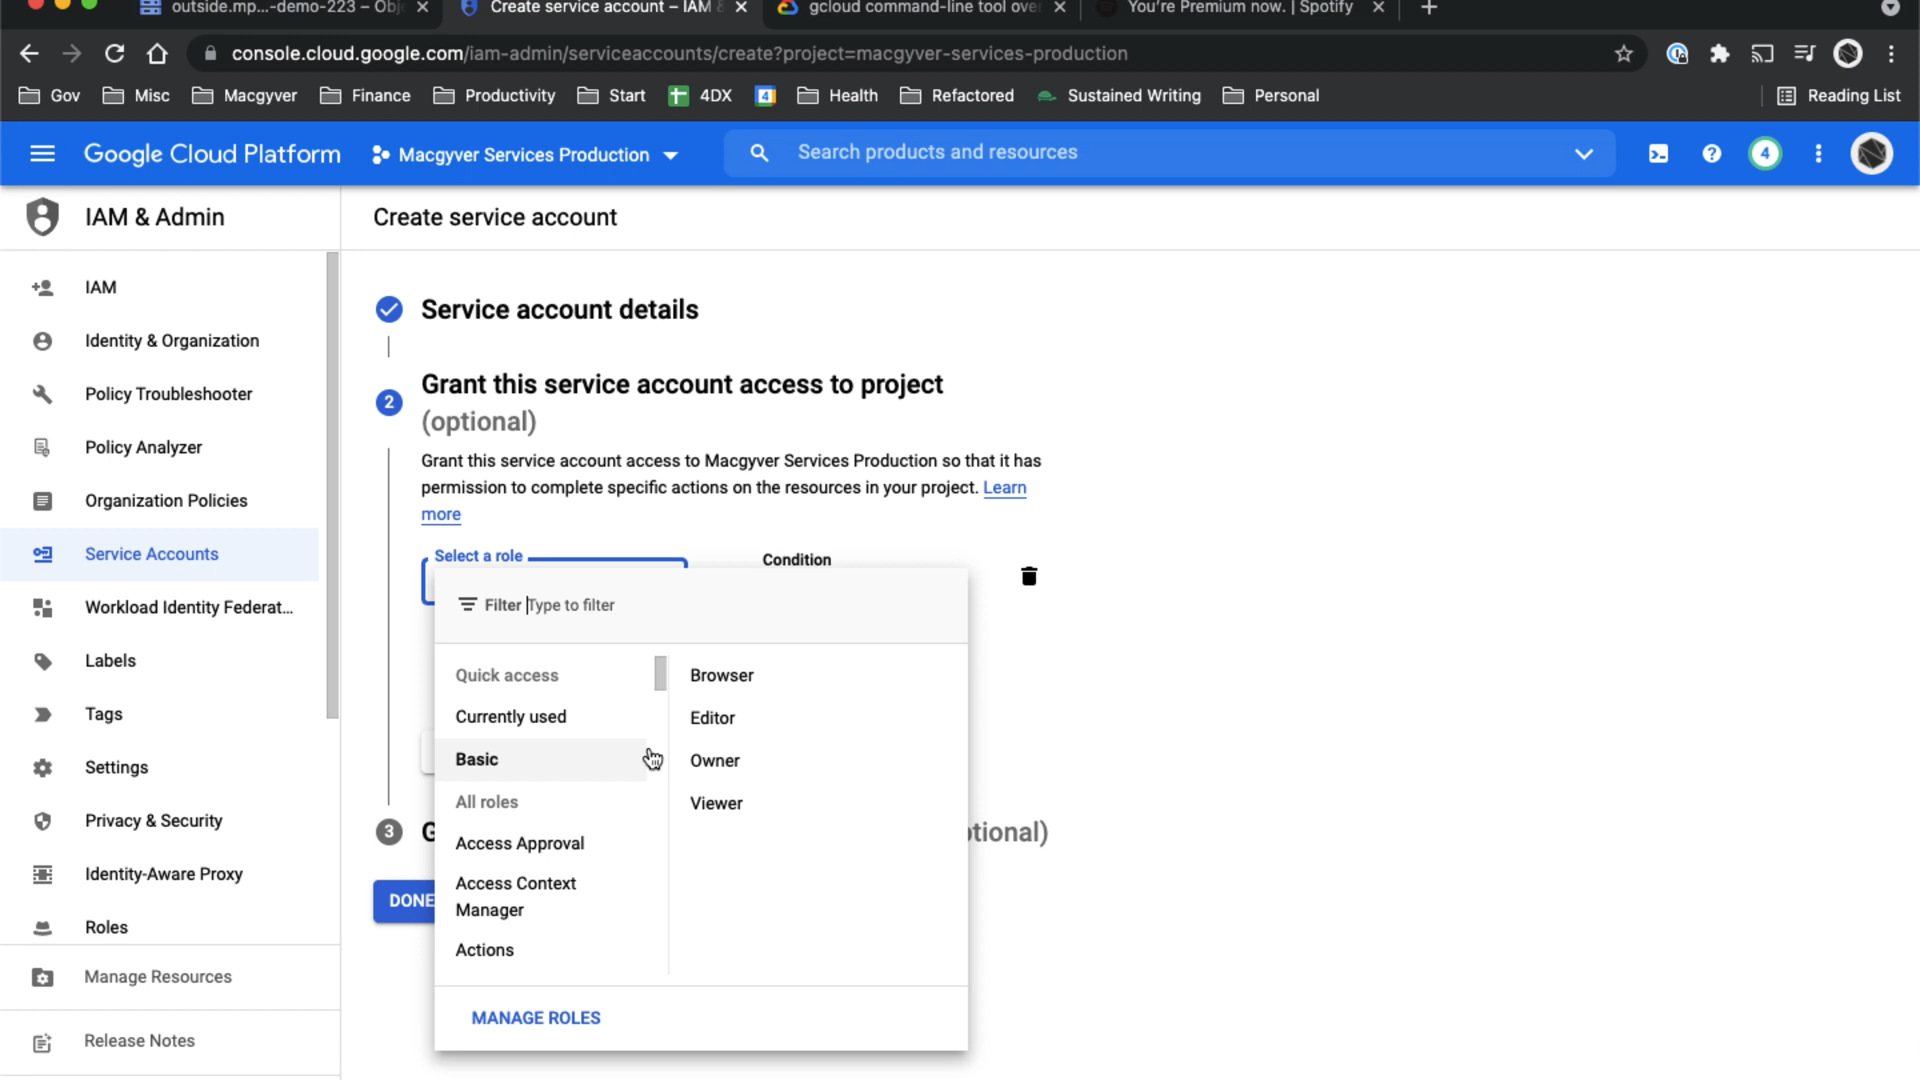 outside.mp...-demo-223 – Obj
Create service account – IAM &
gcloud command-line tool over
You're Premium now. | Spotify
console.cloud.google.com/iam-admin/serviceaccounts/create?project=macgyver-services-production
Gov
Misc
Macgyver
Finance
Productivity
Start
4DX
4
Health
Refactored
Sustained Writing
Personal
Reading List
Google Cloud Platform
Macgyver Services Production
Search products and resources
4
IAM & Admin
Create service account
IAM
Identity & Organization
Policy Troubleshooter
Policy Analyzer
Organization Policies
Service Accounts
Workload Identity Federat...
Labels
Tags
Settings
Privacy & Security
Identity-Aware Proxy
Roles
Manage Resources
Release Notes
Service account details
2
Grant this service account access to project
(optional)
Grant this service account access to Macgyver Services Production so that it has
permission to complete specific actions on the resources in your project. Learn
more
Select a role
Condition
Filter Type to filter
Quick access
Currently used
Basic
All roles
Access Approval
Access Context
Manager
Actions
Browser
Editor
Owner
Viewer
MANAGE ROLES
3
G
ptional)
DONE